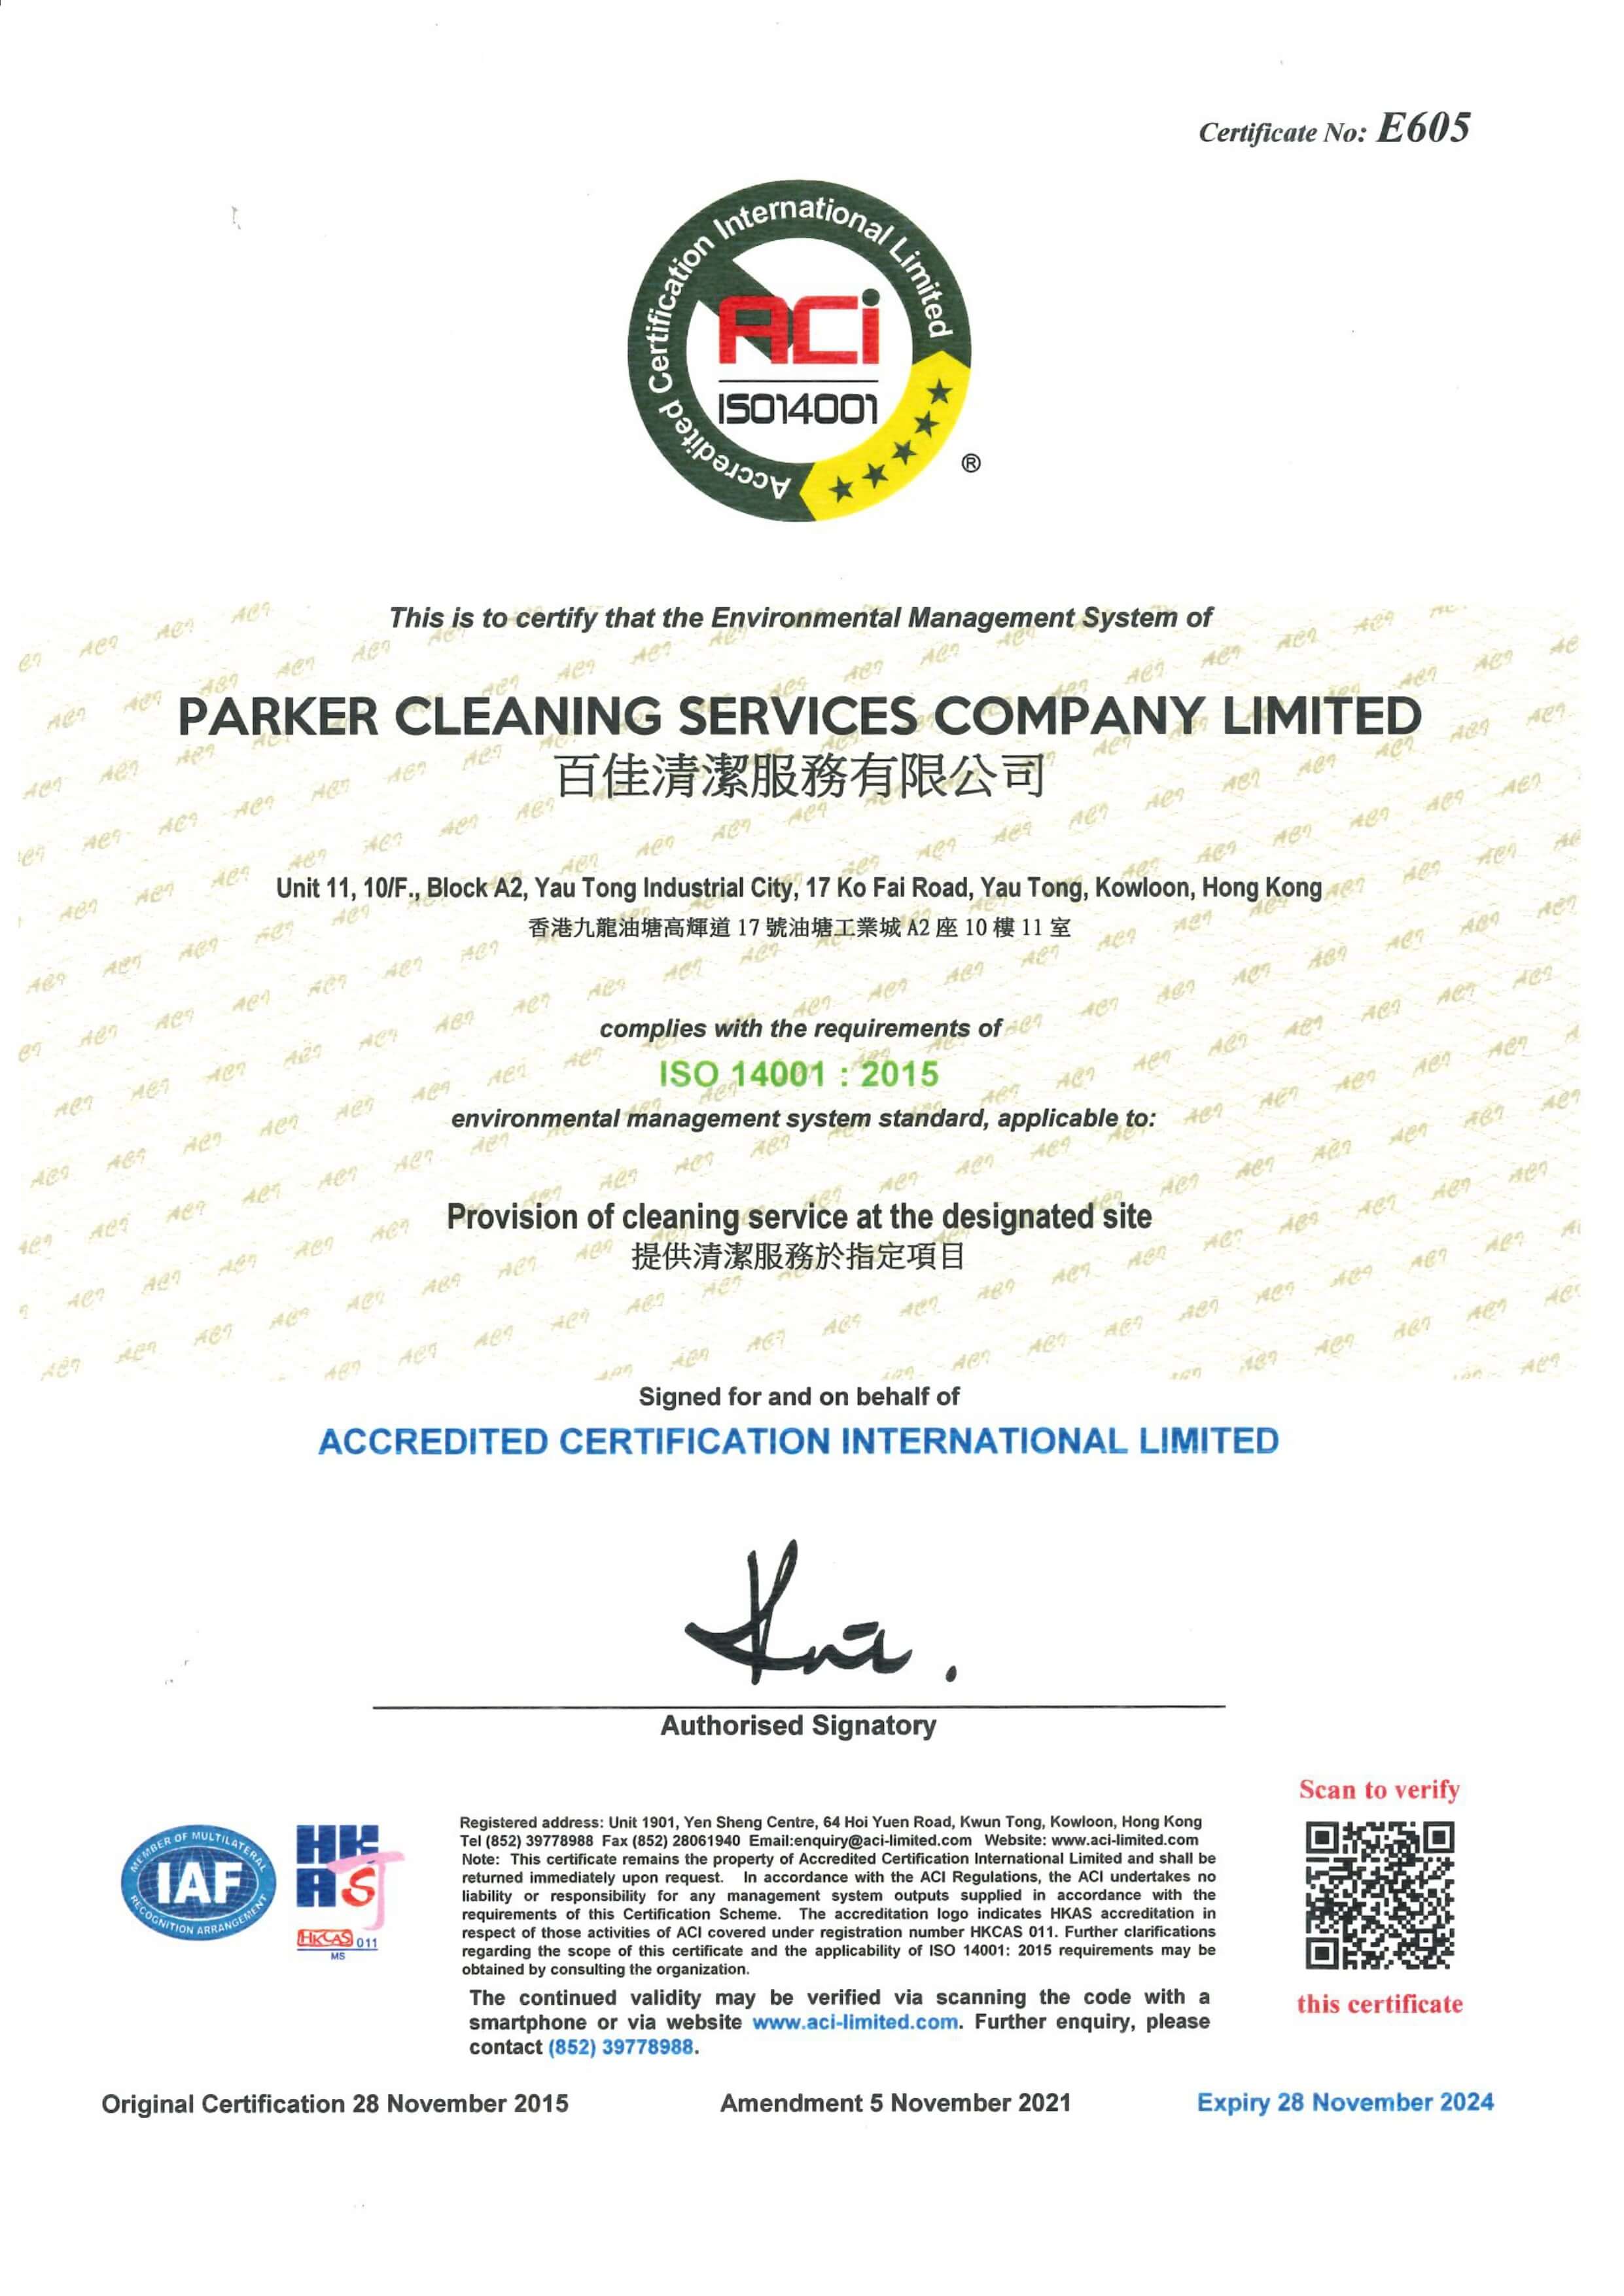 Certificate No: E605
Accredited Certification International Limited
ACi
ISO14001
®
This is to certify that the Environmental Management System of
PARKER CLEANING SERVICES COMPANY LIMITED
百佳清潔服務有限公司
Unit 11, 10/F., Block A2, Yau Tong Industrial City, 17 Ko Fai Road, Yau Tong, Kowloon, Hong Kong
香港九龍油塘高輝道 17 號油塘工業城 A2 座 10 樓 11 室
complies with the requirements of
ISO 14001 : 2015
environmental management system standard, applicable to:
Provision of cleaning service at the designated site
提供清潔服務於指定項目
Signed for and on behalf of
ACCREDITED CERTIFICATION INTERNATIONAL LIMITED
Authorised Signatory
Scan to verify
this certificate
MEMBER OF MULTILATERAL
IAF
RECOGNITION ARRANGEMENT
HK
AS
HKCAS 011
MS
Registered address: Unit 1901, Yen Sheng Centre, 64 Hoi Yuen Road, Kwun Tong, Kowloon, Hong Kong
Tel (852) 39778988 Fax (852) 28061940 Email:enquiry@aci-limited.com Website: www.aci-limited.com
Note: This certificate remains the property of Accredited Certification International Limited and shall be
returned immediately upon request. In accordance with the ACI Regulations, the ACI undertakes no
liability or responsibility for any management system outputs supplied in accordance with the
requirements of this Certification Scheme. The accreditation logo indicates HKAS accreditation in
respect of those activities of ACI covered under registration number HKCAS 011. Further clarifications
regarding the scope of this certificate and the applicability of ISO 14001: 2015 requirements may be
obtained by consulting the organization.
The continued validity may be verified via scanning the code with a
smartphone or via website www.aci-limited.com. Further enquiry, please
contact (852) 39778988.
Original Certification 28 November 2015
Amendment 5 November 2021
Expiry 28 November 2024